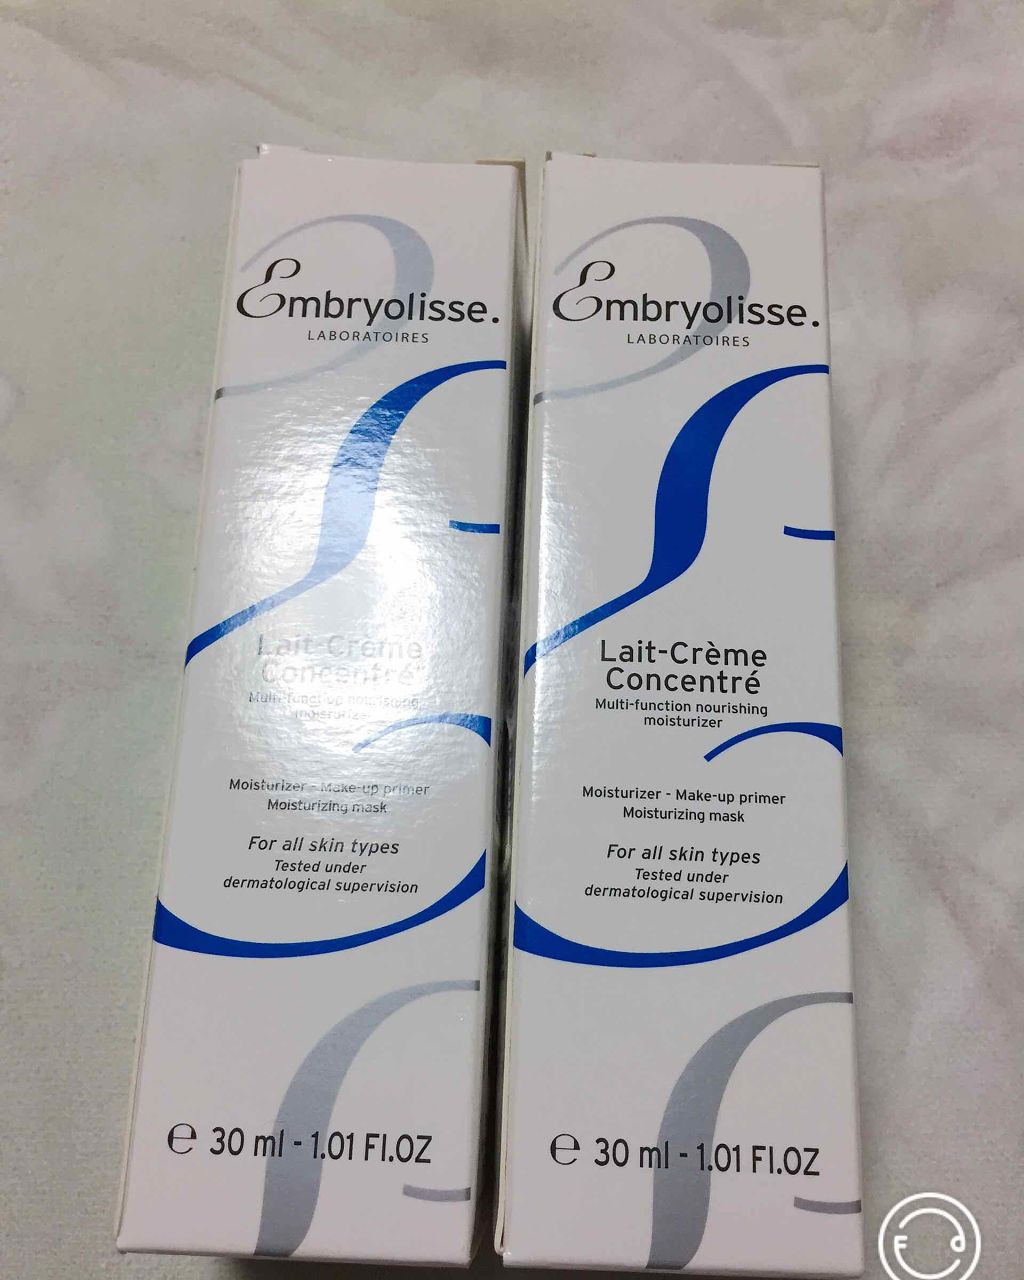 Embryolisse.
LABORATOIRES
Lait-Crème
Concentré
Multi-function nourishing
moisturizer
Moisturizer - Make-up primer
Moisturizing mask
For all skin types
Tested under
dermatological supervision
℮ 30 ml - 1.01 Fl.OZ
Embryolisse.
LABORATOIRES
Lait-Crème
Concentré
Multi-function nourishing
moisturizer
Moisturizer - Make-up primer
Moisturizing mask
For all skin types
Tested under
dermatological supervision
℮ 30 ml - 1.01 Fl.OZ